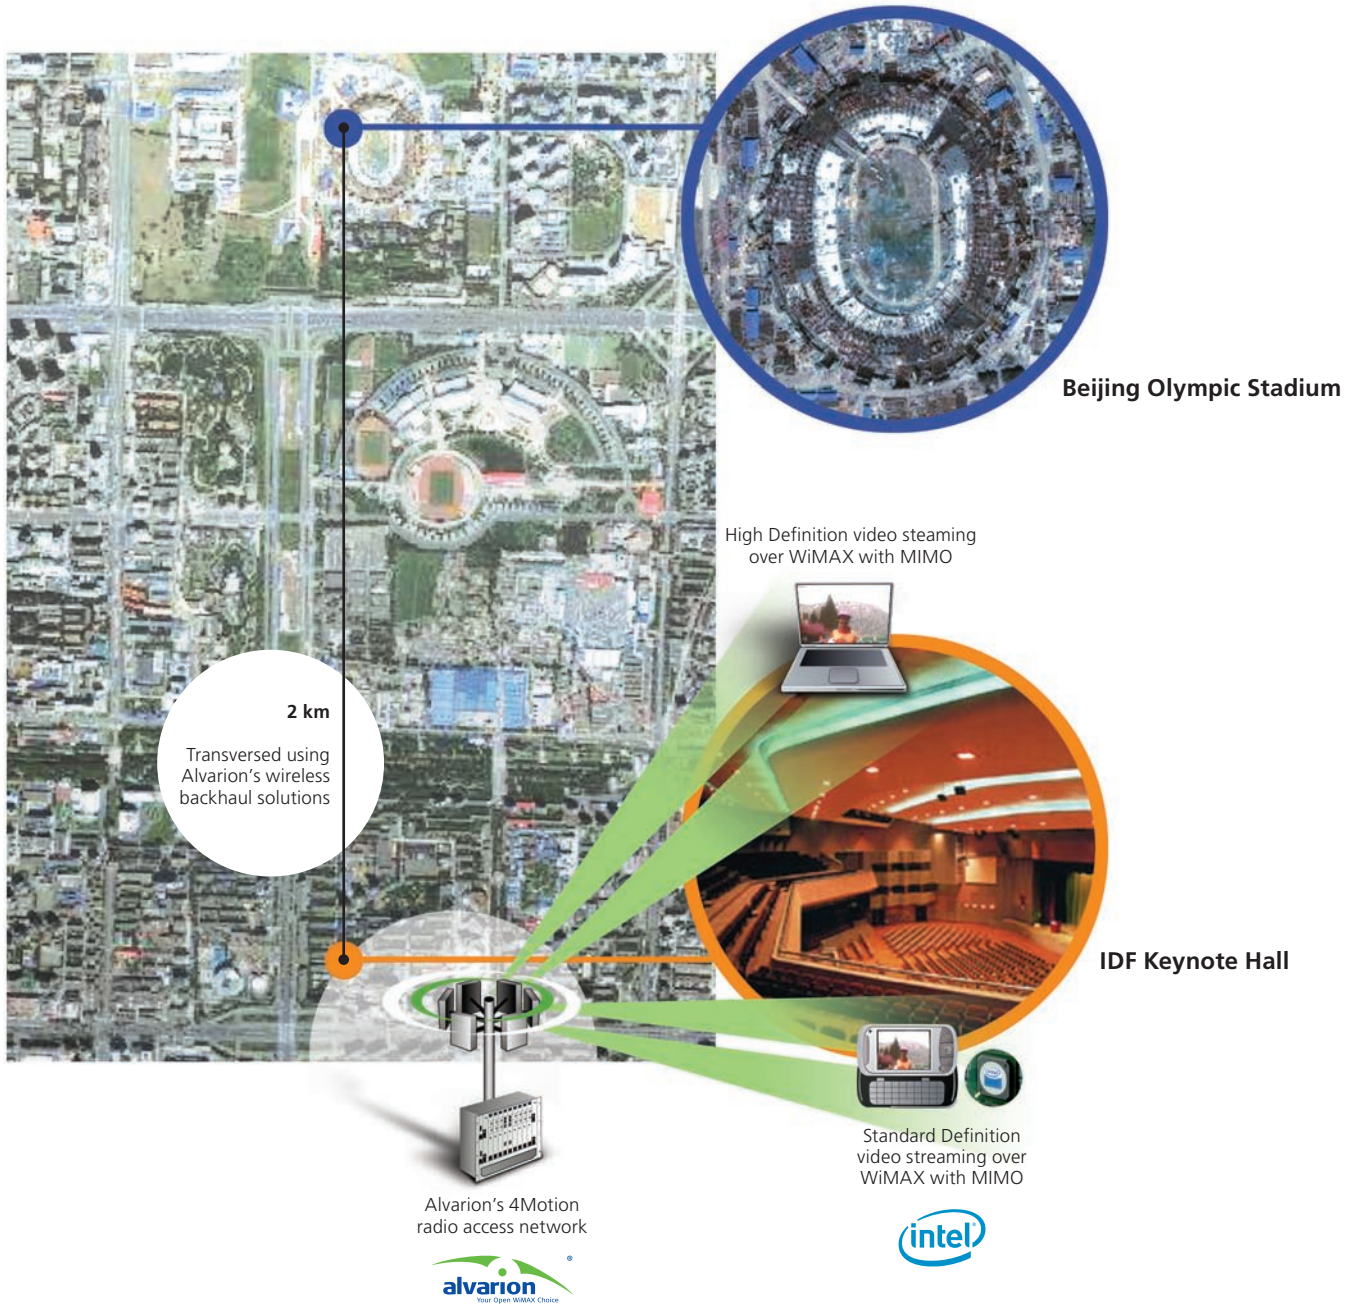 Beijing Olympic Stadium
High Definition video steaming
over WiMAX with MIMO
2 km
Transversed using
Alvarion's wireless
backhaul solutions
IDF Keynote Hall
Standard Definition
video streaming over
WiMAX with MIMO
Alvarion's 4Motion
radio access network
intel®
alvarion®
Your Open WiMAX Choice